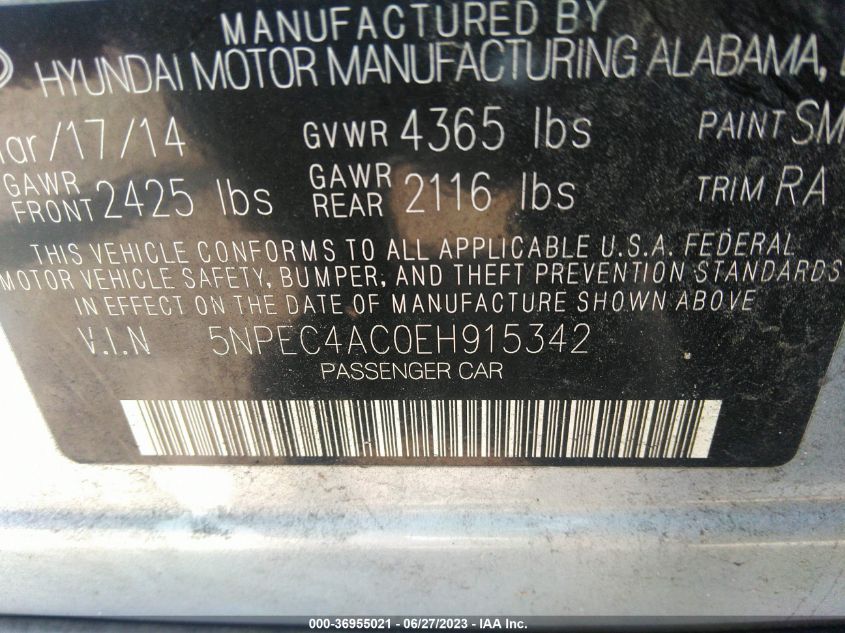 MANUFACTURED BY
HYUNDAI MOTOR MANUFACTURING ALABAMA,
ar/17/14 GVWR 4365 lbs PAINT SM
GAWR FRONT 2425 lbs GAWR REAR 2116 lbs TRIM RA
THIS VEHICLE CONFORMS TO ALL APPLICABLE U.S.A. FEDERAL
MOTOR VEHICLE SAFETY, BUMPER, AND THEFT PREVENTION STANDARDS
IN EFFECT ON THE DATE OF MANUFACTURE SHOWN ABOVE
V.I.N 5NPEC4AC0EH915342
PASSENGER CAR
000-36955021 - 06/27/2023 - IAA Inc.